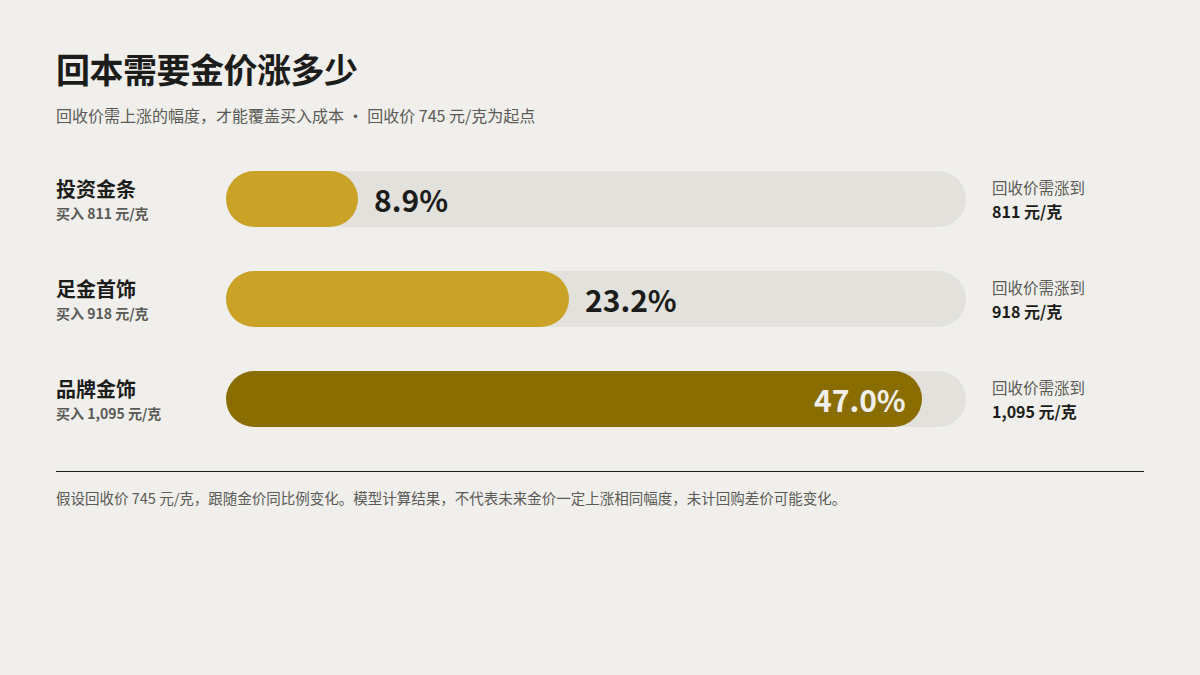 回本需要金价涨多少
回收价需上涨的幅度，才能覆盖买入成本 · 回收价 745 元/克为起点
投资金条
买入 811 元/克
8.9%
回收价需涨到
811 元/克
足金首饰
买入 918 元/克
23.2%
回收价需涨到
918 元/克
品牌金饰
买入 1,095 元/克
47.0%
回收价需涨到
1,095 元/克
假设回收价 745 元/克，跟随金价同比例变化。模型计算结果，不代表未来金价一定上涨相同幅度，未计回购差价可能变化。